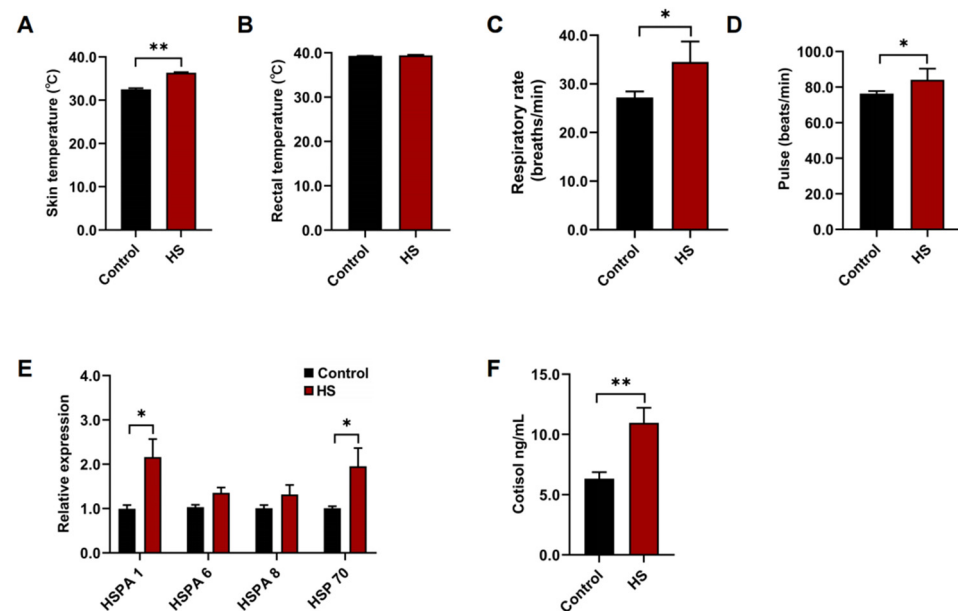 A
Skin temperature (℃)
40.0
30.0
20.0
10.0
0.0
**
Control
HS
B
Rectal temperature (℃)
40.0
30.0
20.0
10.0
0.0
Control
HS
C
Respiratory rate
(breaths/min)
40.0
30.0
20.0
10.0
0.0
*
Control
HS
D
Pulse (beats/min)
100.0
80.0
60.0
40.0
20.0
0.0
*
Control
HS
E
Relative expression
4.0
3.0
2.0
1.0
0.0
Control
HS
*
*
HSPA 1
HSPA 6
HSPA 8
HSP 70
F
Cotisol ng/mL
15.0
10.0
5.0
0.0
**
Control
HS